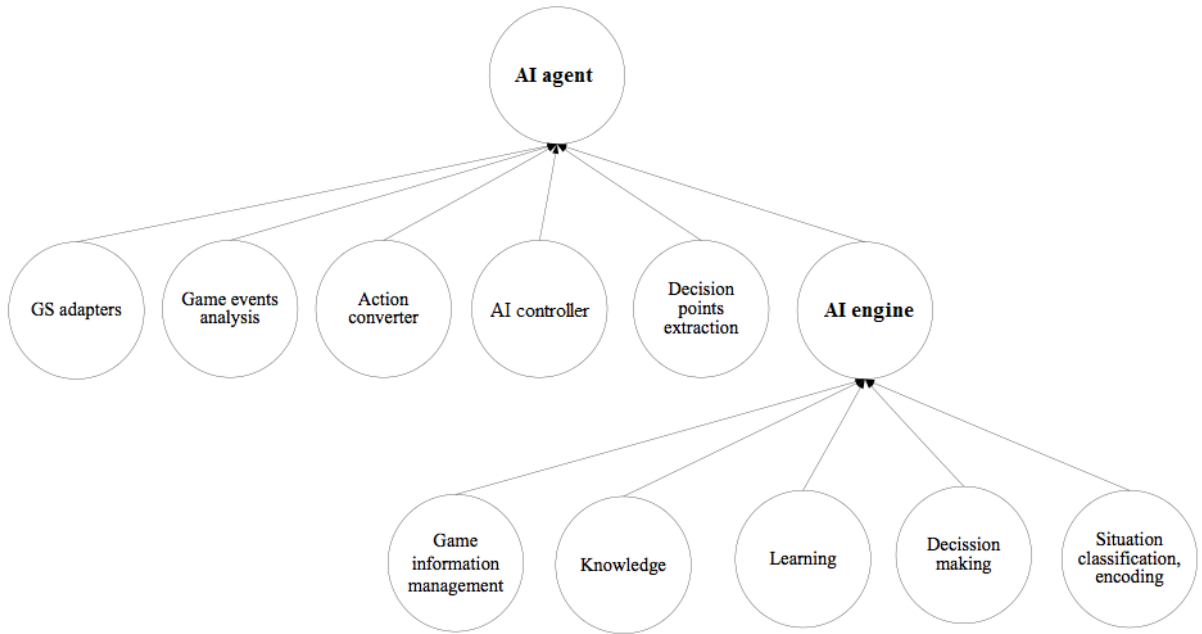 AI agent
GS adapters
Game events
analysis
Action
converter
AI controller
Decision
points
extraction
AI engine
Game
information
management
Knowledge
Learning
Decission
making
Situation
classification,
encoding